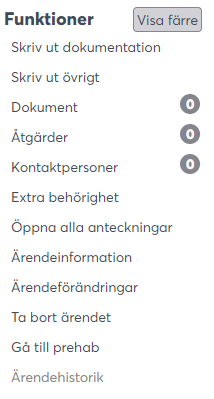 Funktioner Visa färre
Skriv ut dokumentation
Skriv ut övrigt
Dokument 0
Åtgärder 0
Kontaktpersoner 0
Extra behörighet
Öppna alla anteckningar
Ärendeinformation
Ärendeförändringar
Ta bort ärendet
Gå till prehab
Ärendehistorik